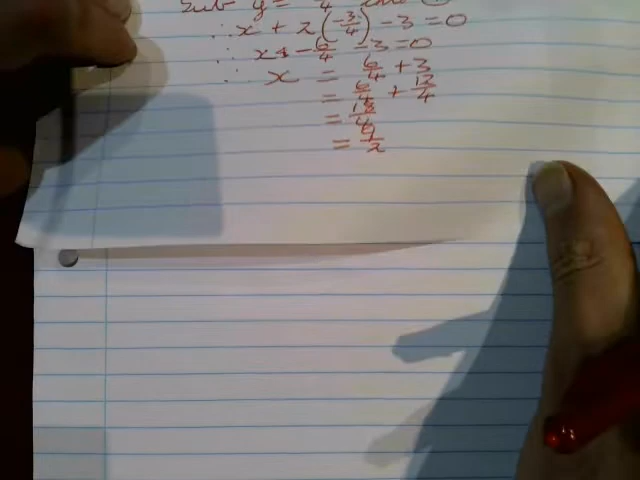 Sub y =
∴ x + 2(-3/4) - 3 = 0
∴ x + -6/4 - 3 = 0
∴ x = 6/4 + 3
= 6/4 + 12/4
= 18/4
= 9/2